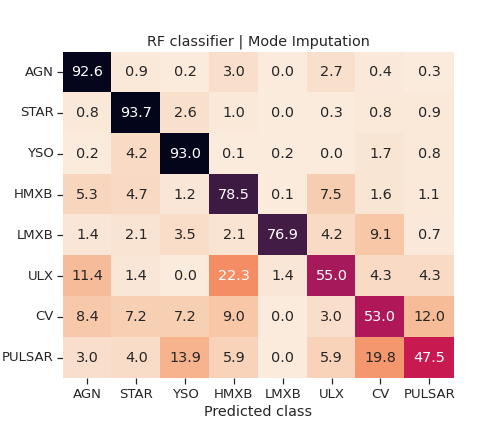 RF classifier | Mode Imputation
AGN 92.6 0.9 0.2 3.0 0.0 2.7 0.4 0.3
STAR 0.8 93.7 2.6 1.0 0.0 0.3 0.8 0.9
YSO 0.2 4.2 93.0 0.1 0.2 0.0 1.7 0.8
HMXB 5.3 4.7 1.2 78.5 0.1 7.5 1.6 1.1
LMXB 1.4 2.1 3.5 2.1 76.9 4.2 9.1 0.7
ULX 11.4 1.4 0.0 22.3 1.4 55.0 4.3 4.3
CV 8.4 7.2 7.2 9.0 0.0 3.0 53.0 12.0
PULSAR 3.0 4.0 13.9 5.9 0.0 5.9 19.8 47.5
AGN STAR YSO HMXB LMXB ULX CV PULSAR
Predicted class